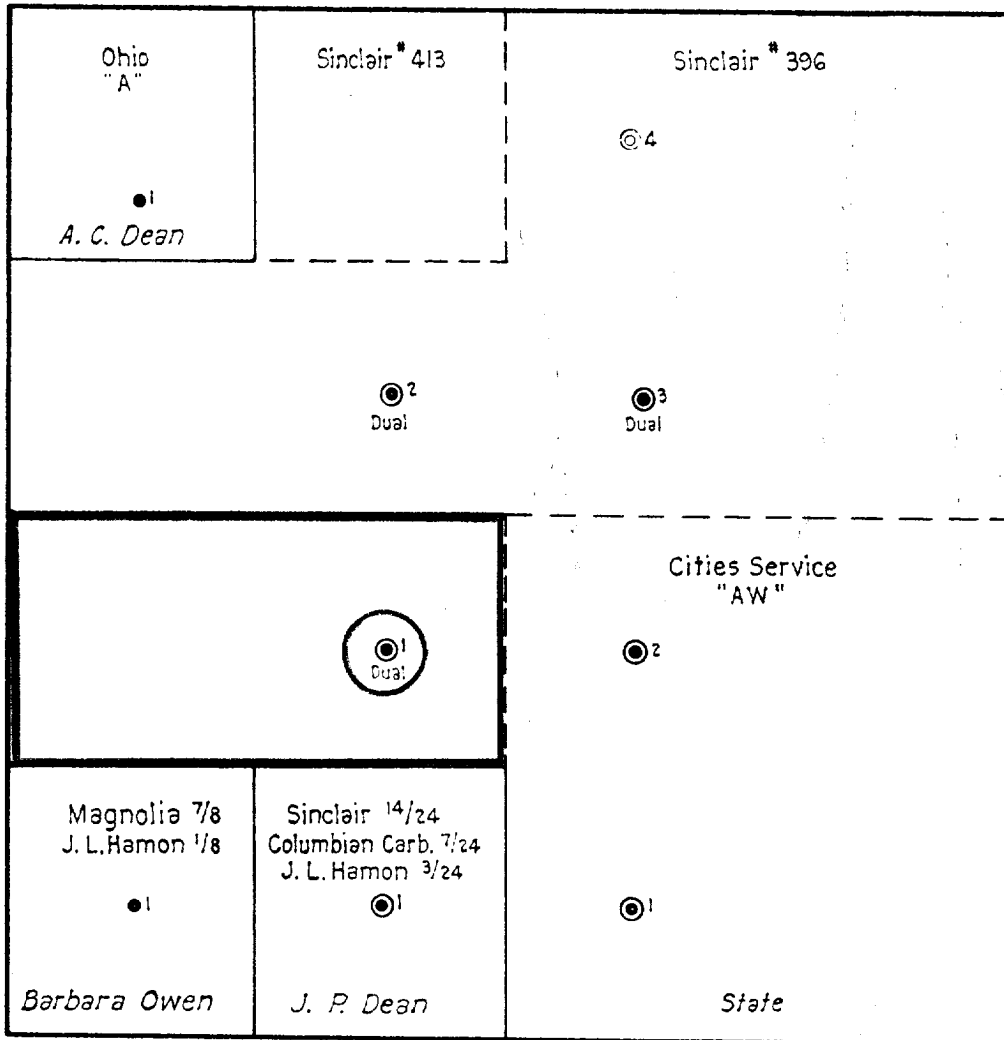 Ohio
"A"
1
A. C. Dean
Sinclair # 413
Sinclair # 396
4
2
Dual
3
Dual
1
Dual
Cities Service
"AW"
2
Magnolia 7/8
J. L. Hamon 1/8
1
Barbara Owen
Sinclair 14/24
Columbian Carb. 7/24
J. L. Hamon 3/24
1
J. P. Dean
1
State